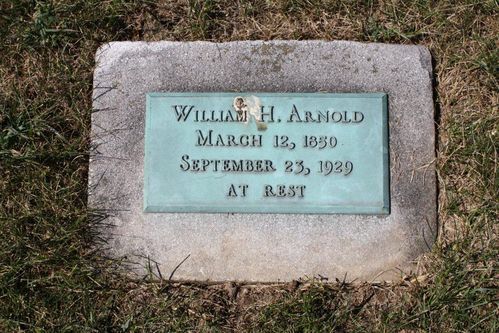 William H. Arnold
March 12, 1850
September 23, 1929
at rest